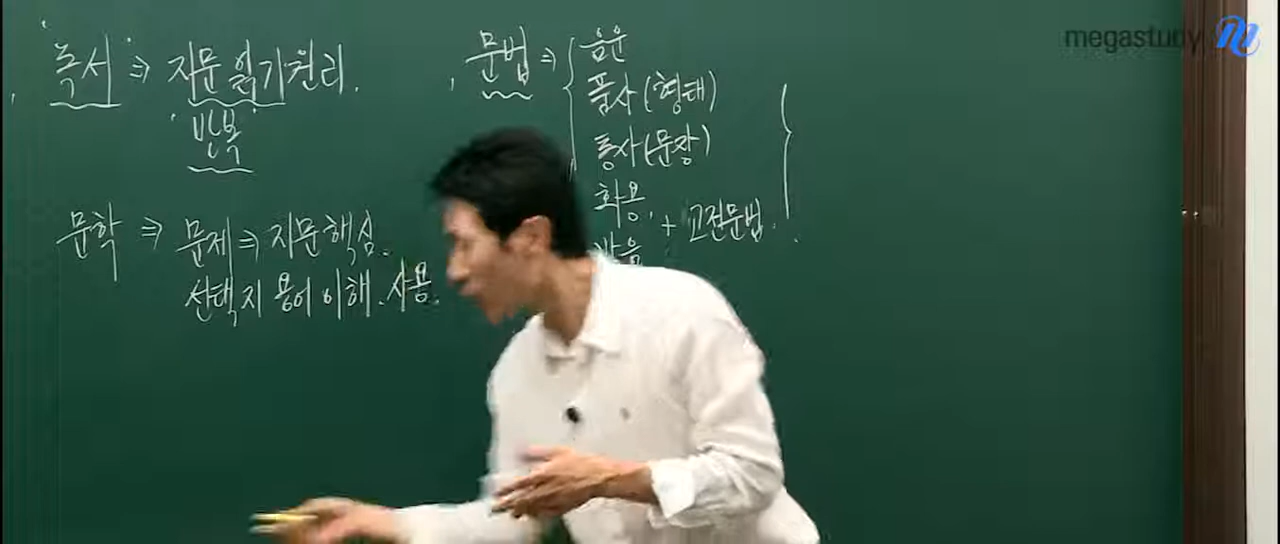 독서 ⇒ 지문 읽기 원리.
"반복"
문학 ⇒ 문제 ⇒ 지문 핵심.
선택지 용어 이해. 사용.
문법 ⇒ { 음운
품사(형태)
통사(문장)
화용. + 고전문법.
megastudy